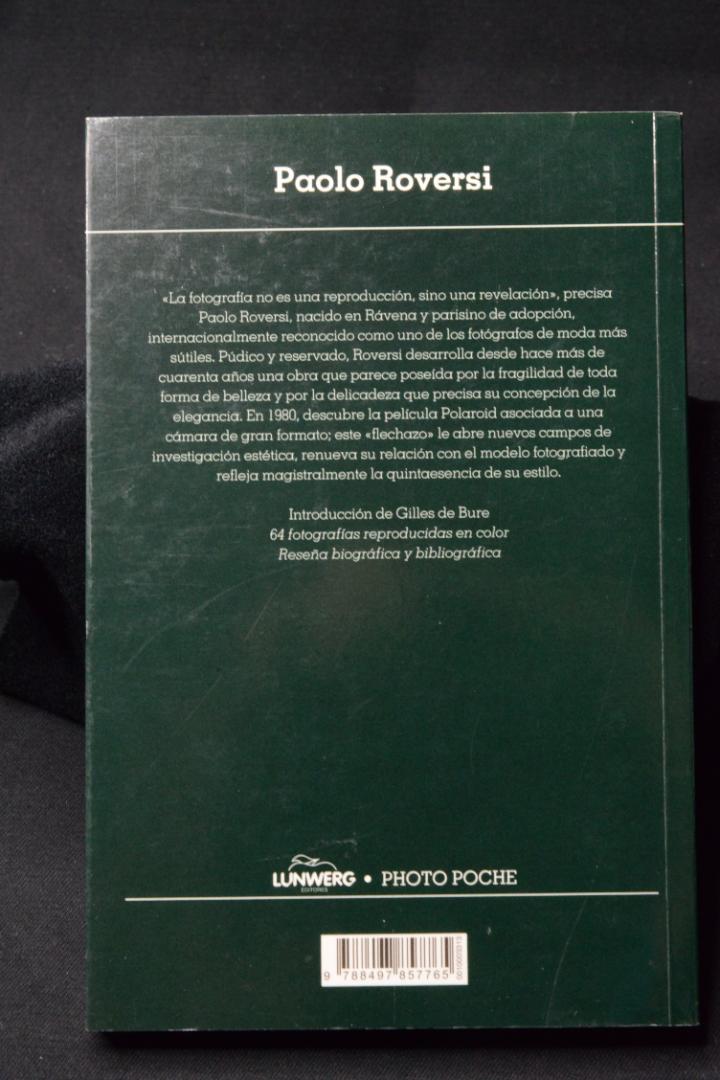 Paolo Roversi
«La fotografía no es una reproducción, sino una revelación», precisa
Paolo Roversi, nacido en Rávena y parisino de adopción,
internacionalmente reconocido como uno de los fotógrafos de moda más
sútiles. Púdico y reservado, Roversi desarrolla desde hace más de
cuarenta años una obra que parece poseída por la fragilidad de toda
forma de belleza y por la delicadeza que precisa su concepción de la
elegancia. En 1980, descubre la película Polaroid asociada a una
cámara de gran formato; este «flechazo» le abre nuevos campos de
investigación estética, renueva su relación con el modelo fotografiado y
refleja magistralmente la quintaesencia de su estilo.
Introducción de Gilles de Bure
64 fotografías reproducidas en color
Reseña biográfica y bibliográfica
LUNWERG • PHOTO POCHE
EDITORES
9 788497 857765